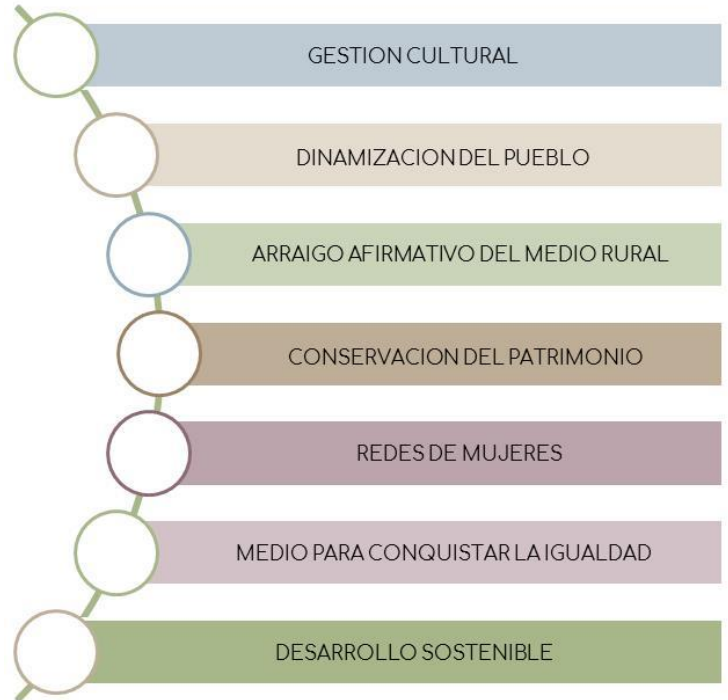 GESTION CULTURAL
DINAMIZACION DEL PUEBLO
ARRAIGO AFIRMATIVO DEL MEDIO RURAL
CONSERVACION DEL PATRIMONIO
REDES DE MUJERES
MEDIO PARA CONQUISTAR LA IGUALDAD
DESARROLLO SOSTENIBLE